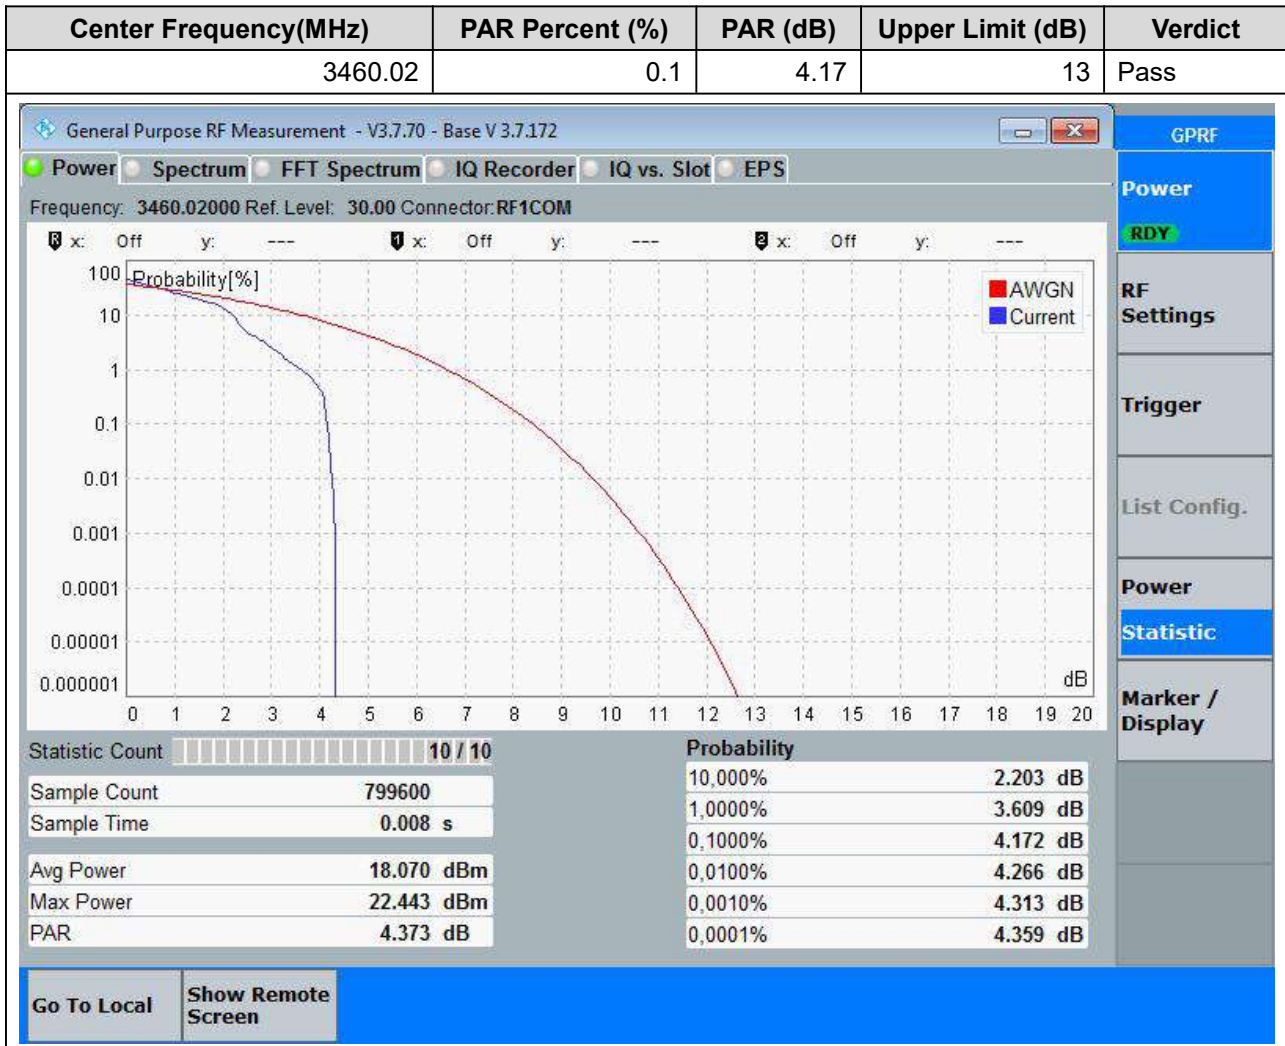 Center Frequency(MHz) PAR Percent (%) PAR (dB) Upper Limit (dB) Verdict
3460.02 0.1 4.17 13 Pass
General Purpose RF Measurement - V3.7.70 - Base V 3.7.172
GPRF
Power Spectrum FFT Spectrum IQ Recorder IQ vs. Slot EPS
Frequency: 3460.02000 Ref. Level: 30.00 Connector:RF1COM
R x: Off y: --- 1 x: Off y: --- 2 x: Off y: ---
Probability[%]
100
10
1
0.1
0.01
0.001
0.0001
0.00001
0.000001
AWGN
Current
dB
0 1 2 3 4 5 6 7 8 9 10 11 12 13 14 15 16 17 18 19 20
Statistic Count 10 / 10
Sample Count 799600
Sample Time 0.008 s
Avg Power 18.070 dBm
Max Power 22.443 dBm
PAR 4.373 dB
Probability
10,000% 2.203 dB
1,0000% 3.609 dB
0,1000% 4.172 dB
0,0100% 4.266 dB
0,0010% 4.313 dB
0,0001% 4.359 dB
Power
RDY
RF
Settings
Trigger
List Config.
Power
Statistic
Marker /
Display
Go To Local
Show Remote
Screen